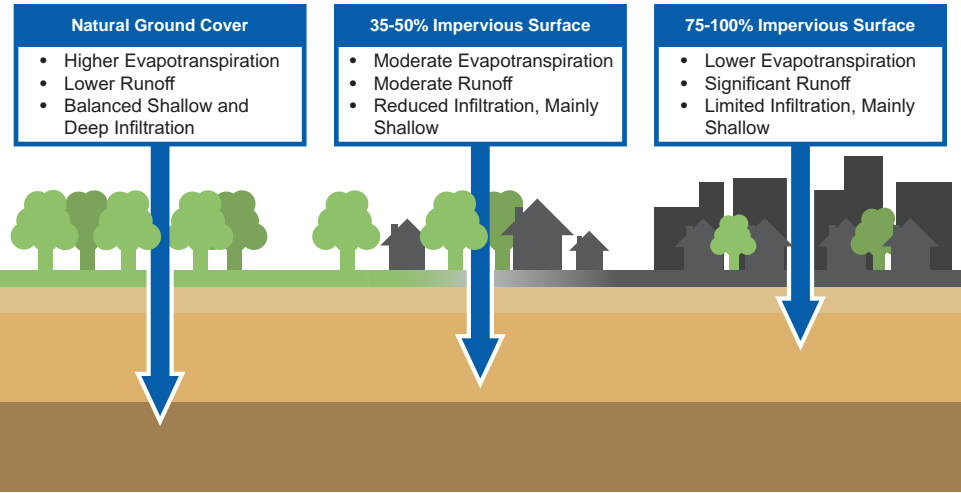 Natural Ground Cover
• Higher Evapotranspiration
• Lower Runoff
• Balanced Shallow and
Deep Infiltration
35-50% Impervious Surface
• Moderate Evapotranspiration
• Moderate Runoff
• Reduced Infiltration, Mainly
Shallow
75-100% Impervious Surface
• Lower Evapotranspiration
• Significant Runoff
• Limited Infiltration, Mainly
Shallow